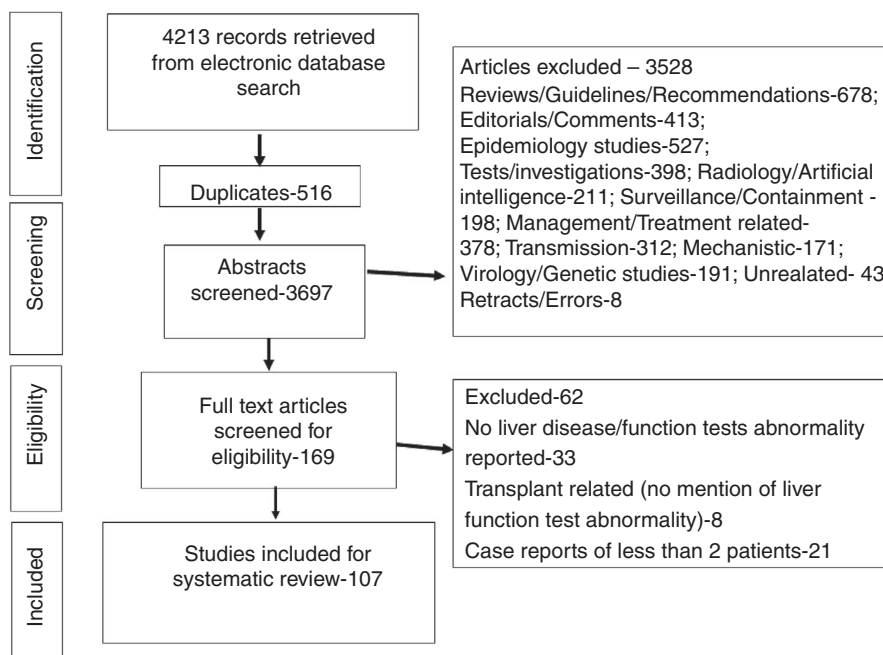 Identification
4213 records retrieved
from electronic database
search
Duplicates-516
Screening
Abstracts
screened-3697
Articles excluded – 3528
Reviews/Guidelines/Recommendations-678;
Editorials/Comments-413;
Epidemiology studies-527;
Tests/investigations-398; Radiology/Artificial
intelligence-211; Surveillance/Containment -
198; Management/Treatment related-
378; Transmission-312; Mechanistic-171;
Virology/Genetic studies-191; Unrealated- 43
Retracts/Errors-8
Eligibility
Full text articles
screened for
eligibility-169
Excluded-62
No liver disease/function tests abnormality
reported-33
Transplant related (no mention of liver
function test abnormality)-8
Case reports of less than 2 patients-21
Included
Studies included for
systematic review-107